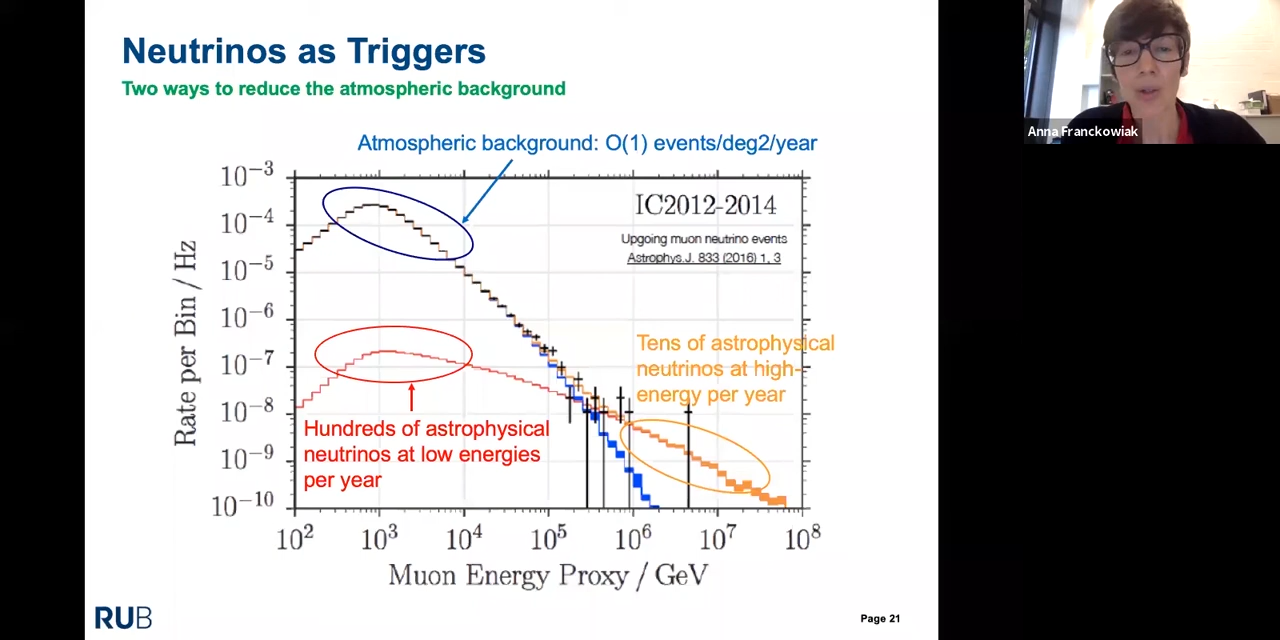 Neutrinos as Triggers
Two ways to reduce the atmospheric background
Anna Franckowiak
Atmospheric background: O(1) events/deg2/year
IC2012-2014
Upgoing muon neutrino events
Astrophys.J. 833 (2016) 1, 3
Tens of astrophysical
neutrinos at high-
energy per year
Hundreds of astrophysical
neutrinos at low energies
per year
Rate per Bin / Hz
10⁻³
10⁻⁴
10⁻⁵
10⁻⁶
10⁻⁷
10⁻⁸
10⁻⁹
10⁻¹⁰
10² 10³ 10⁴ 10⁵ 10⁶ 10⁷ 10⁸
Muon Energy Proxy / GeV
RUB
Page 21